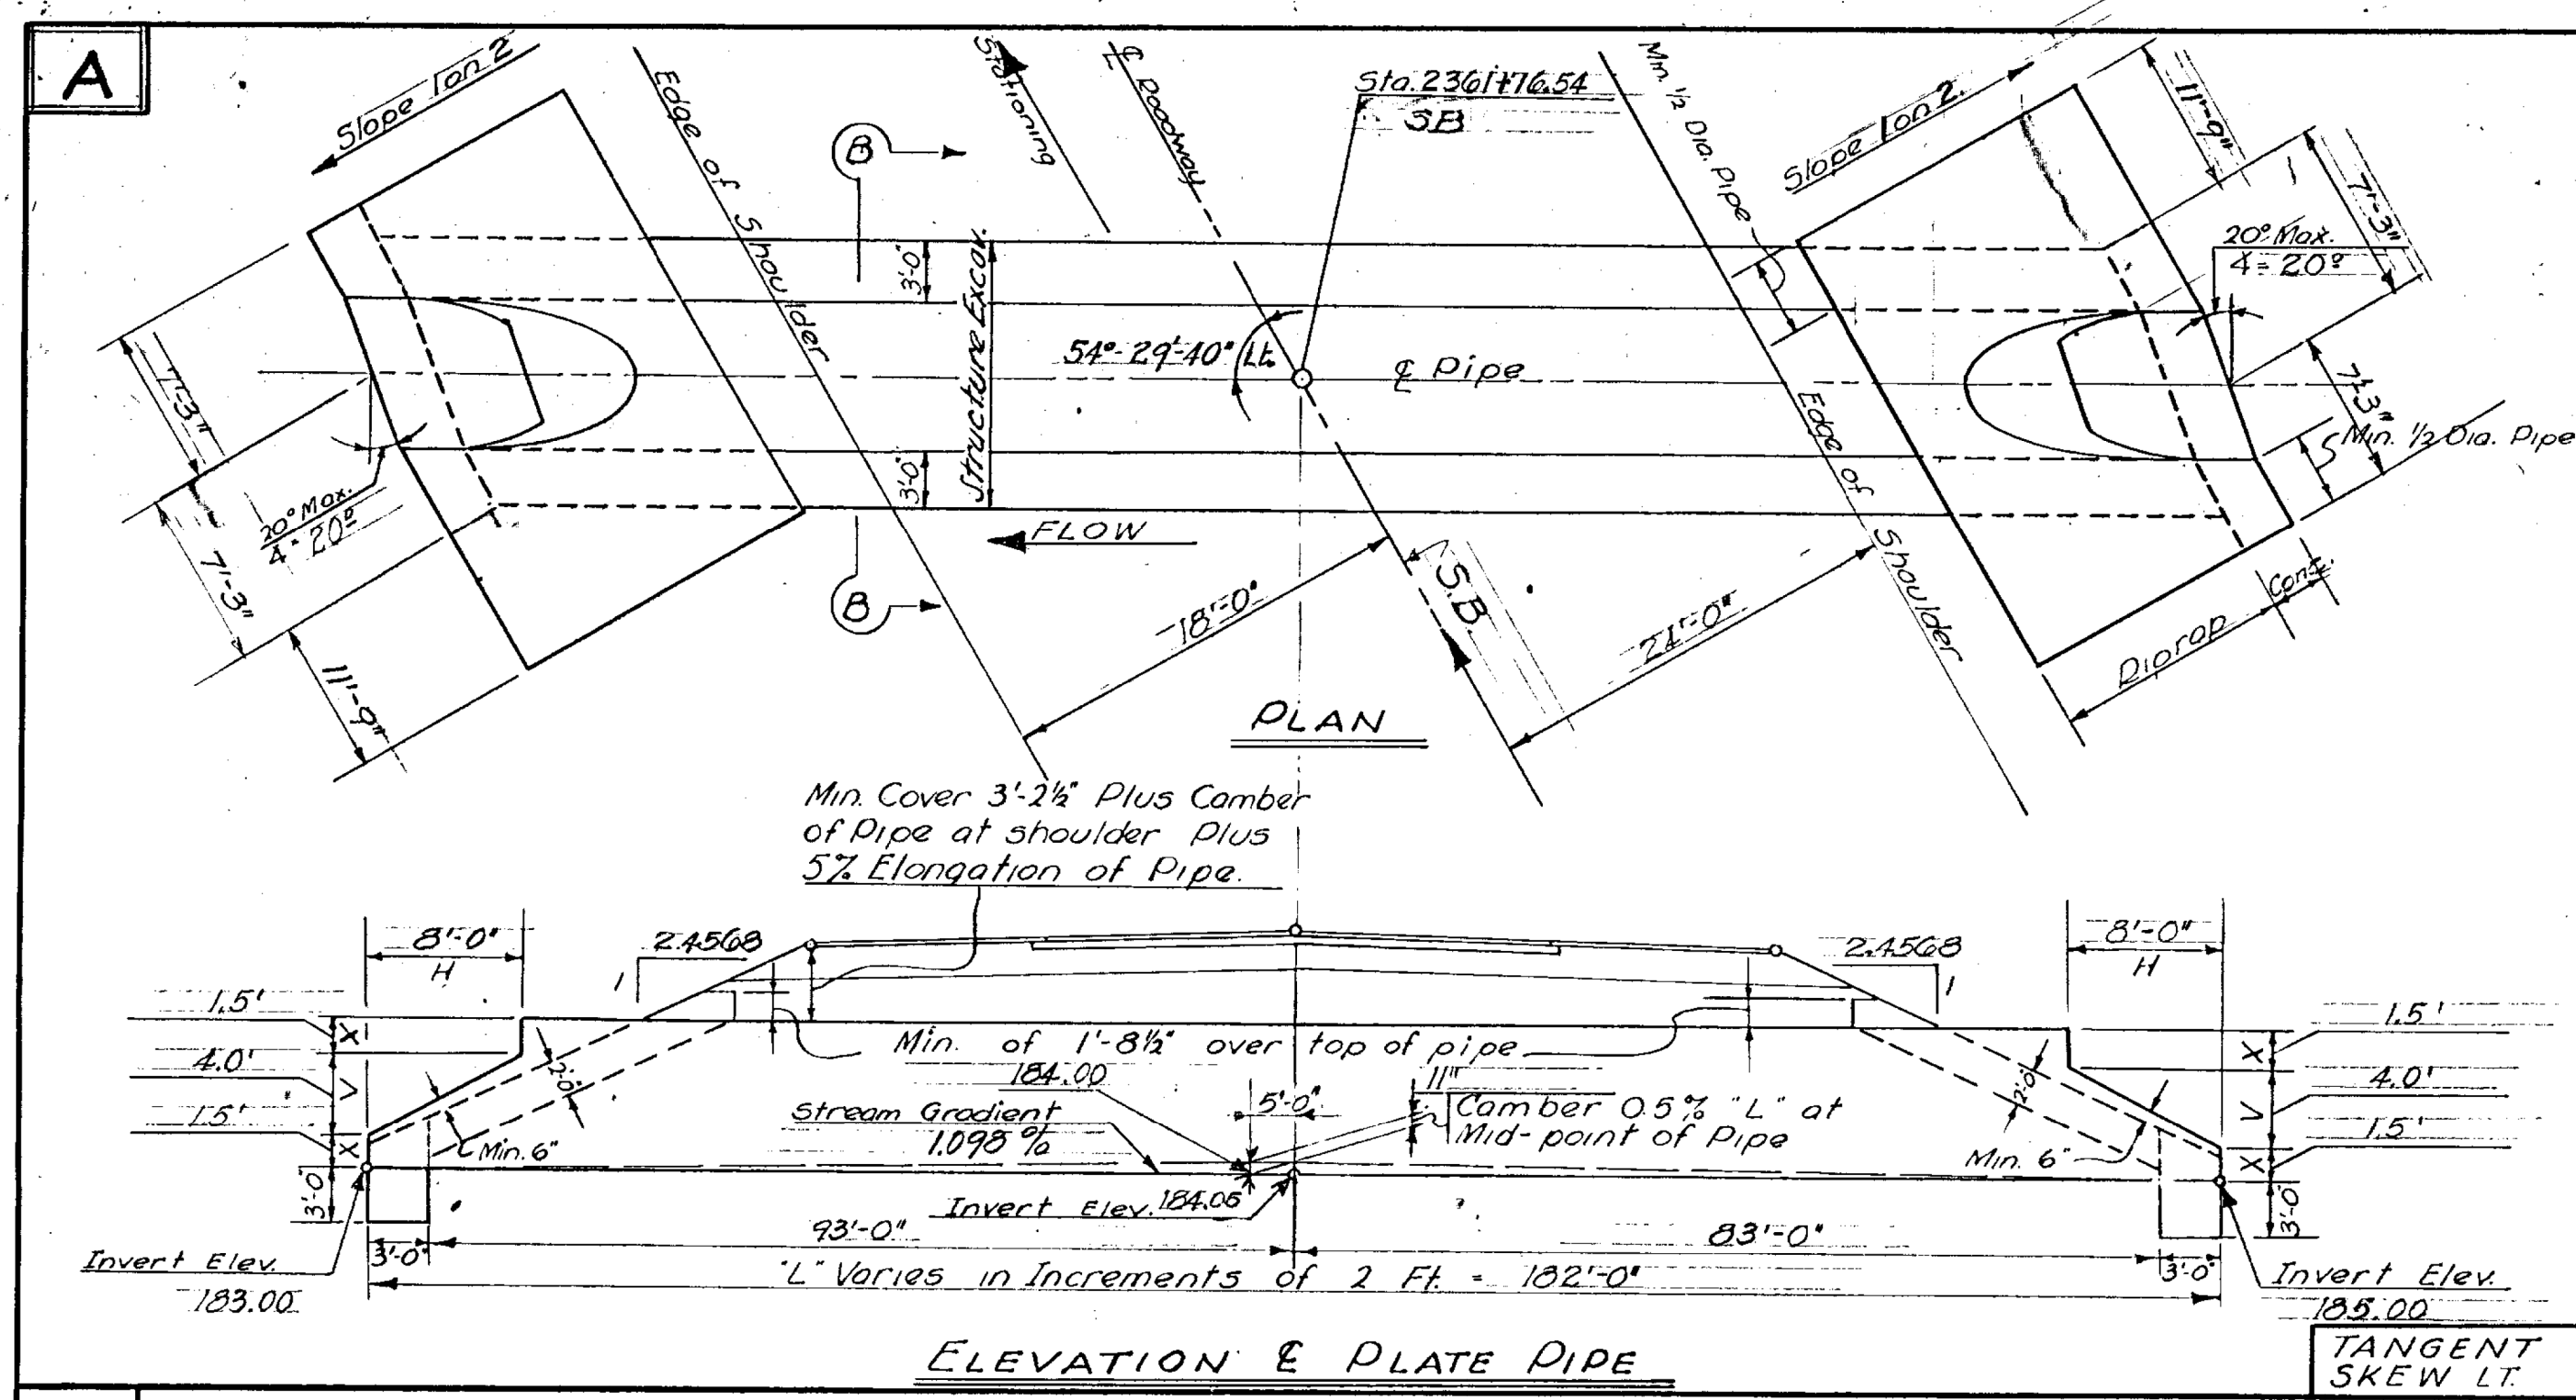 A
Slope 1 on 2
Edge of Shoulder
B
Stationing
℄ Roadway
Sta. 2361+76.54
SB
Min. 1/2 Dia. Pipe
Slope 1 on 2.
11'-9"
7'-3"
20° Max.
4=20°
3'-0"
Structure Excav.
54°-29'-40" Lt.
℄ Pipe
7'-3"
7'-3"
Min. 1/2 Dia. Pipe
Edge of Shoulder
20° Max.
4=20°
7'-3"
11'-9"
3'-0"
B
FLOW
18'-0"
S.B.
24'-0"
Riprap
Conc.
PLAN
Min. Cover 3'-2½" Plus Camber
of Pipe at shoulder Plus
5% Elongation of Pipe.
8'-0"
H
2.4568
1
2.4568
1
8'-0"
H
1.5'
X
4.0'
V
1.5'
X
3'-0"
2'-0"
Min. 6"
Min. of 1'-8½" over top of pipe
184.00
Stream Gradient
1.098 %
5'-0"
11"
Camber 0.5% "L" at
Mid-point of Pipe
2'-0"
Min. 6"
1.5'
X
4.0'
V
1.5'
X
3'-0"
Invert Elev. 184.06
93'-0"
83'-0"
3'-0"
3'-0"
"L" Varies in Increments of 2 Ft. = 182'-0"
Invert Elev.
183.00
Invert Elev.
185.00
ELEVATION ℄ PLATE PIPE
TANGENT
SKEW LT.